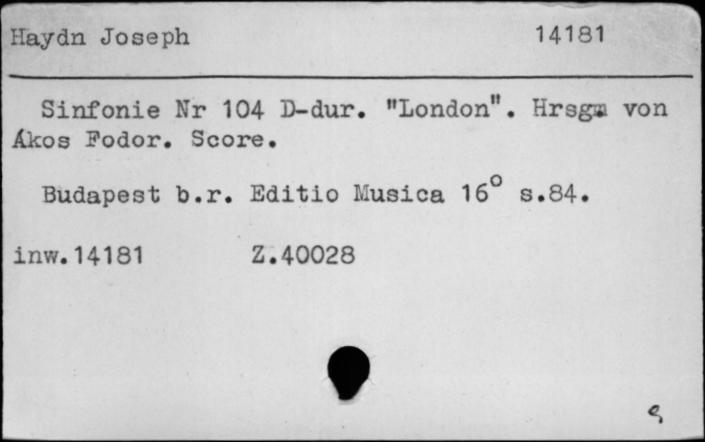 Haydn Joseph 14181
Sinfonie Nr 104 D-dur. "London". Hrsg. von
Ákos Fodor. Score.
Budapest b.r. Editio Musica 16° s.84.
inw.14181 Z.40028